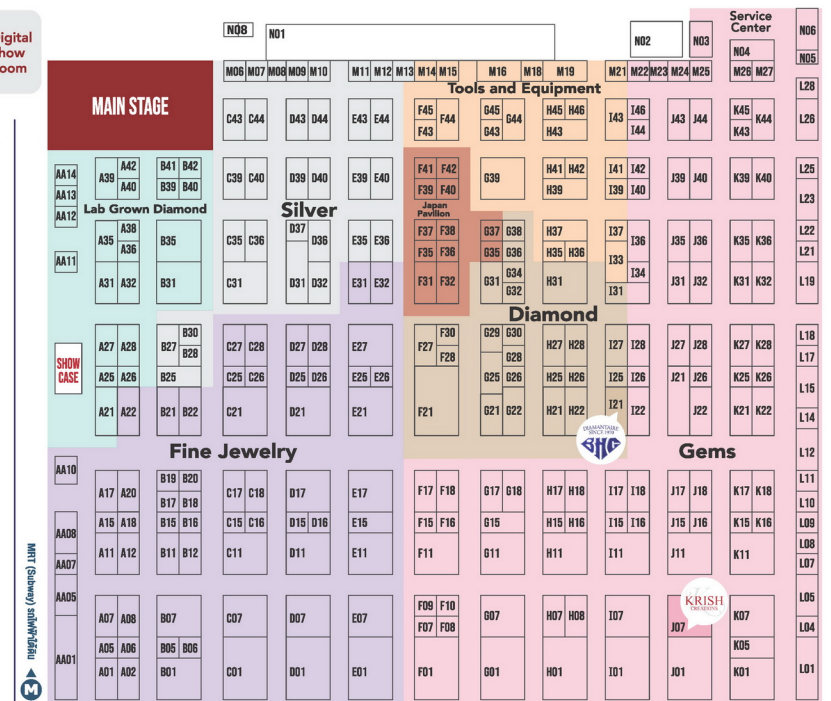 igital
how
oom
N08
N01
N02
N03
Service
Center
N04
N06
N05
M06 M07 M08 M09 M10
M11 M12 M13 M14 M15
M16 M18 M19
M21 M22 M23 M24 M25
M26 M27
L28
MAIN STAGE
Tools and Equipment
C43 C44 D43 D44 E43 E44
F45 F44 F43
G45 G44 G43
H45 H46 H43
I43 I46 I44
J43 J44
K45 K44 K43
L26
AA14
AA13
AA12
AA11
A39 A42 A40
B41 B42
B39 B40
C39 C40 D39 D40 E39 E40
F41 F42
F39 F40
G39
H41 H42
H39
I41 I42
I39 I40
J39 J40
K39 K40
L25
L23
Lab Grown Diamond
Silver
Japan
Pavilion
A35 A38 A36
B35
C35 C36
D37 D36
E35 E36
F37 F38
F35 F36
G37 G38
G35 G36
H37
H35 H36
I37 I36
I33 I34
I31
J35 J36
K35 K36
L22
L21
A31 A32
B31
C31
D31 D32
E31 E32
F31 F32
G31 G34 G32
H31
J31 J32
K31 K32
L19
Diamond
SHOW
CASE
A27 A28
B27 B30 B28
C27 C28 D27 D28 E27
F27 F30 F28
G29 G30 G28
H27 H28
I27 I28
J27 J28
K27 K28
L18
L17
A25 A26
B25
C25 C26 D25 D26 E25 E26
G25 G26
H25 H26
I25 I26
J21 J26
K25 K26
L15
A21 A22
B21 B22
C21 D21 E21
F21
G21 G22
H21 H22
I21 I22
J22
K21 K22
L14
DIAMANTAIRE
SINCE 1978
BHG
Fine Jewelry
Gems
L12
AA10
A17 A20
B19 B20
B17 B18
C17 C18 D17 E17
F17 F18
G17 G18
H17 H18
I17 I18
J17 J18
K17 K18
L11
L10
AA08
AA07
A15 A18
B15 B16
C15 C16 D15 D16 E15
F15 F16
G15
H15 H16
I15 I16
J15 J16
K15 K16
L09
A11 A12
B11 B12
C11 D11 E11 F11 G11 H11 I11 J11 K11
L08
L07
AA05
AA01
A07 A08
B07 C07 D07 E07
F09 F10
F07 F08
G07
H07 H08
I07
KRISH
CREATIONS
J07
K07
L05
L04
A05 A06
B05 B06
K05
A01 A02
B01 C01 D01 E01 F01 G01 H01 I01 J01 K01
L01
MRT (Subway) รถไฟฟ้าใต้ดิน
M